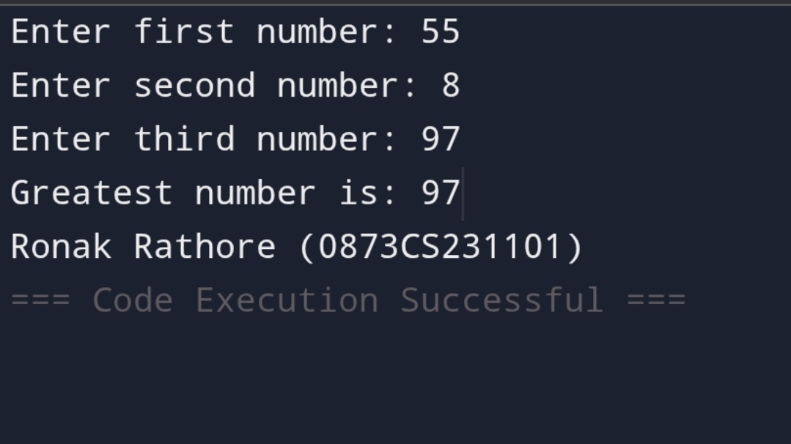 Enter first number: 55
Enter second number: 8
Enter third number: 97
Greatest number is: 97
Ronak Rathore (0873CS231101)
=== Code Execution Successful ===